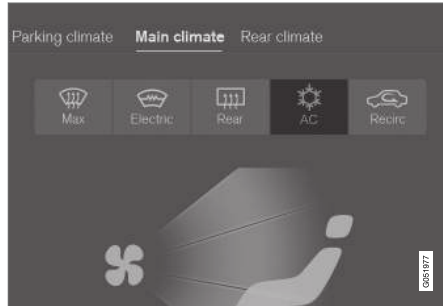 Parking climate Main climate Rear climate
Max Electric Rear AC Recirc
G051977